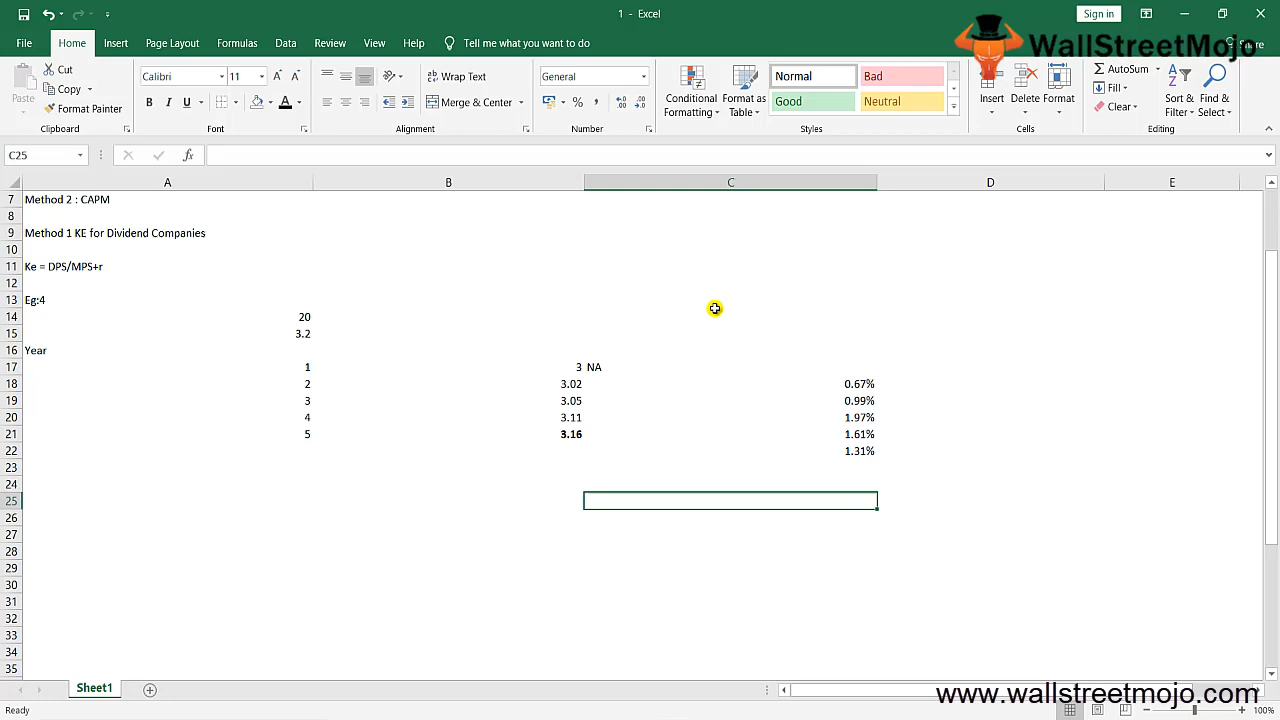 1 - Excel
Sign in
WallStreetMojo
File Home Insert Page Layout Formulas Data Review View Help Tell me what you want to do Share
Paste Cut Calibri 11 A A Wrap Text General Conditional Formatting Format as Table Normal Bad Insert Delete Format AutoSum Sort & Filter Find & Select
Copy B I U A Merge & Center % , Good Neutral Fill
Format Painter Clear
Clipboard Font Alignment Number Styles Cells Editing
C25 fx
A B C D E
7 Method 2 : CAPM
8
9 Method 1 KE for Dividend Companies
10
11 Ke = DPS/MPS+r
12
13 Eg:4
14 20
15 3.2
16 Year
17 1 3 NA
18 2 3.02 0.67%
19 3 3.05 0.99%
20 4 3.11 1.97%
21 5 3.16 1.61%
22 1.31%
23
24
25
26
27
28
29
30
31
32
33
34
35
Sheet1
www.wallstreetmojo.com
Ready 100%